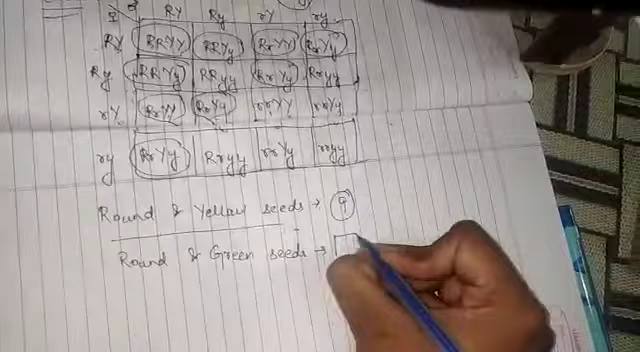 ♀ RY Ry rY ry
RY RRYY RRYy RrYY RrYy
Ry RRYy RRyy RrYy Rryy
rY RrYY RrYy rrYY rrYy
ry RrYy Rryy rrYy rryy
Round & Yellow seeds → 9
Round & Green seeds →